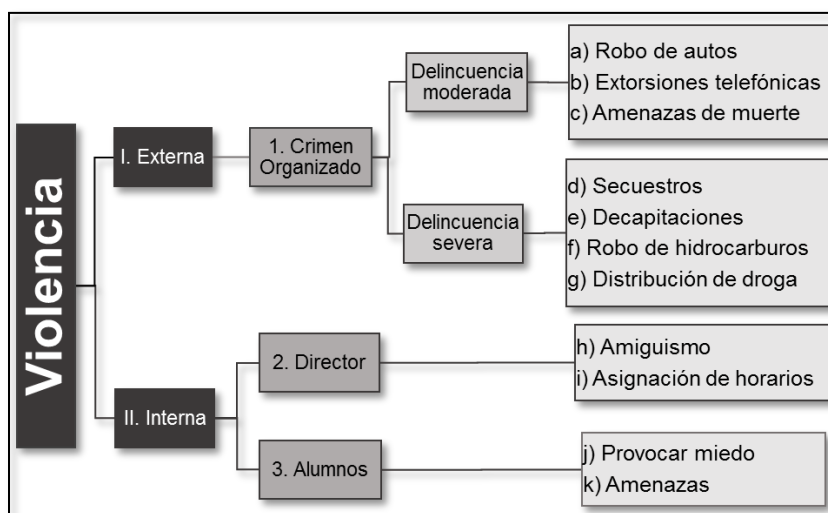 Violencia
I. Externa
1. Crimen
Organizado
Delincuencia
moderada
a) Robo de autos
b) Extorsiones telefónicas
c) Amenazas de muerte
Delincuencia
severa
d) Secuestros
e) Decapitaciones
f) Robo de hidrocarburos
g) Distribución de droga
II. Interna
2. Director
h) Amiguismo
i) Asignación de horarios
3. Alumnos
j) Provocar miedo
k) Amenazas